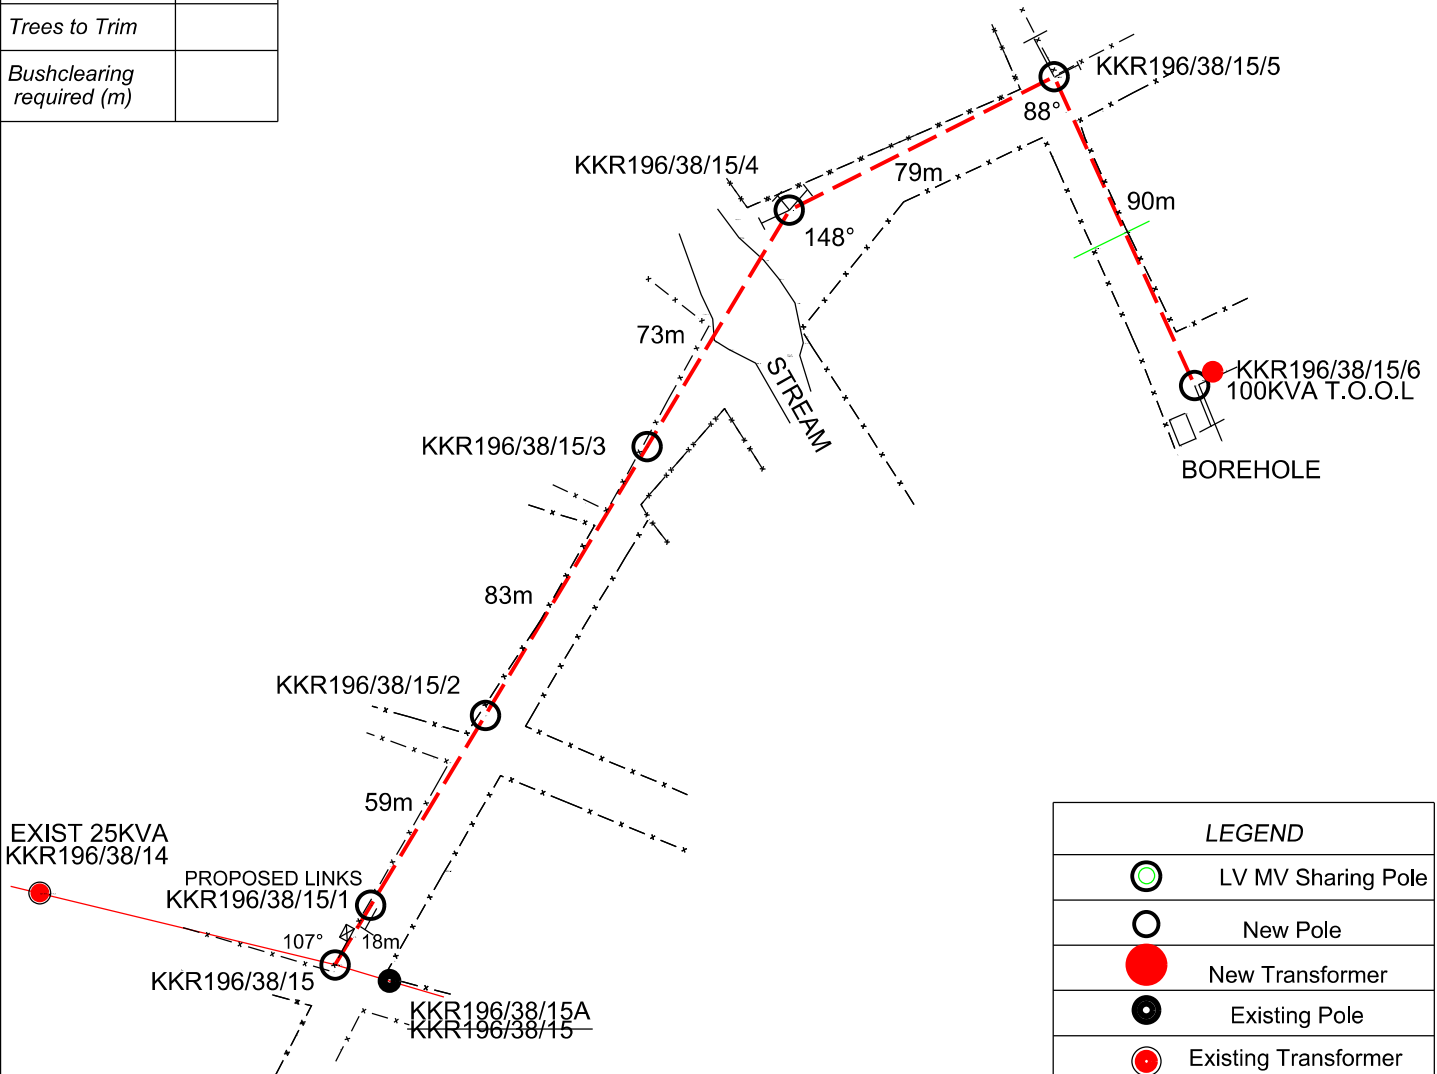 Trees to Trim
Bushclearing
required (m)
KKR196/38/15/5
88°
KKR196/38/15/4
79m
90m
148°
73m
STREAM
KKR196/38/15/6
100KVA T.O.O.L
KKR196/38/15/3
BOREHOLE
83m
KKR196/38/15/2
59m
EXIST 25KVA
KKR196/38/14
PROPOSED LINKS
KKR196/38/15/1
107°
18m
KKR196/38/15
KKR196/38/15A
KKR196/38/15
LEGEND
LV MV Sharing Pole
New Pole
New Transformer
Existing Pole
Existing Transformer